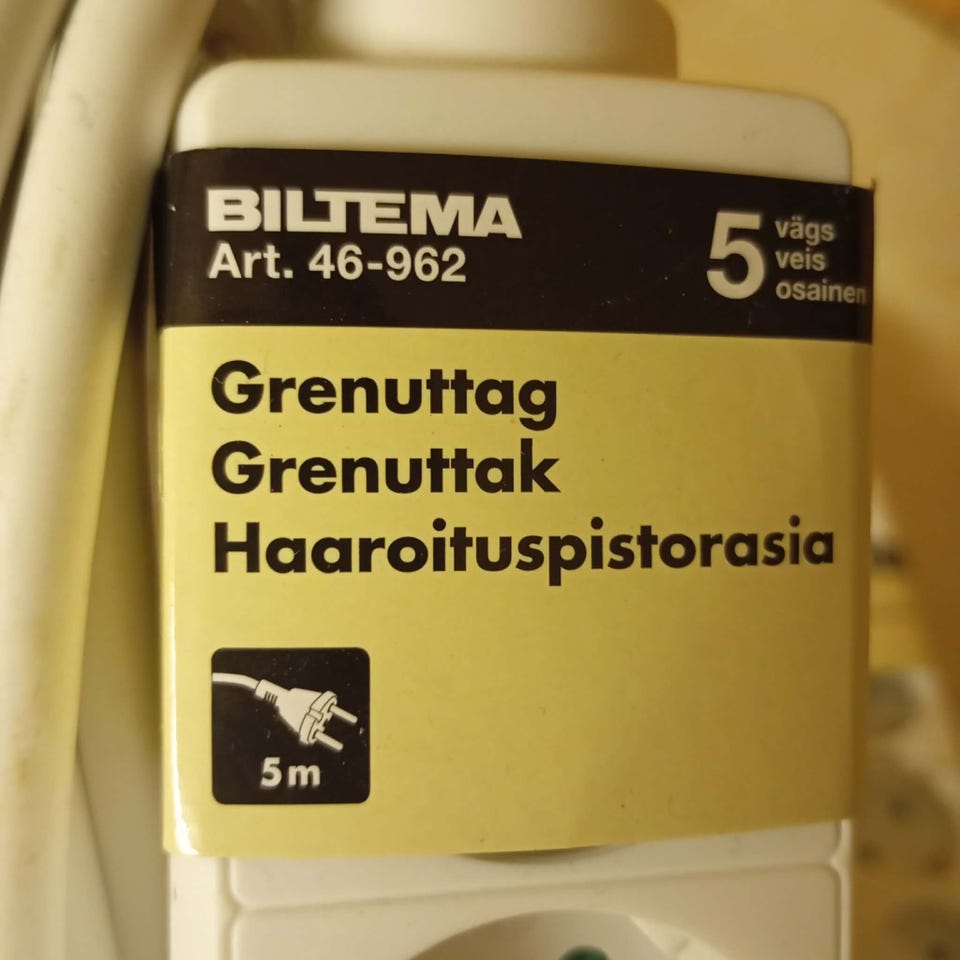 BILTEMA
Art. 46-962
5 vägs
veis
osainen
Grenuttag
Grenuttak
Haaroituspistorasia
5 m